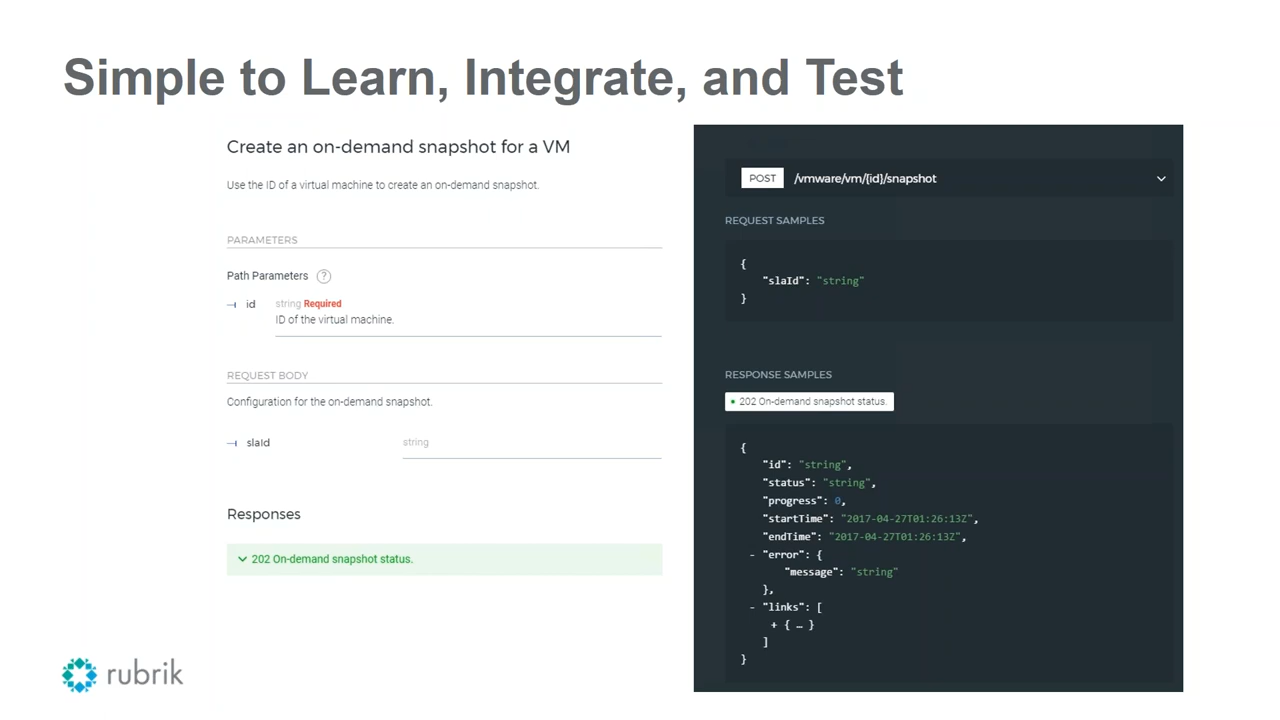 Simple to Learn, Integrate, and Test
Create an on-demand snapshot for a VM
Use the ID of a virtual machine to create an on-demand snapshot.
PARAMETERS
Path Parameters ?
id string Required
ID of the virtual machine.
REQUEST BODY
Configuration for the on-demand snapshot.
slaId string
Responses
202 On-demand snapshot status.
POST /vmware/vm/{id}/snapshot
REQUEST SAMPLES
{
"slaId": "string"
}
RESPONSE SAMPLES
202 On-demand snapshot status.
{
"id": "string",
"status": "string",
"progress": 0,
"startTime": "2017-04-27T01:26:13Z",
"endTime": "2017-04-27T01:26:13Z",
- "error": {
"message": "string"
},
- "links": [
+ { … }
]
}
rubrik